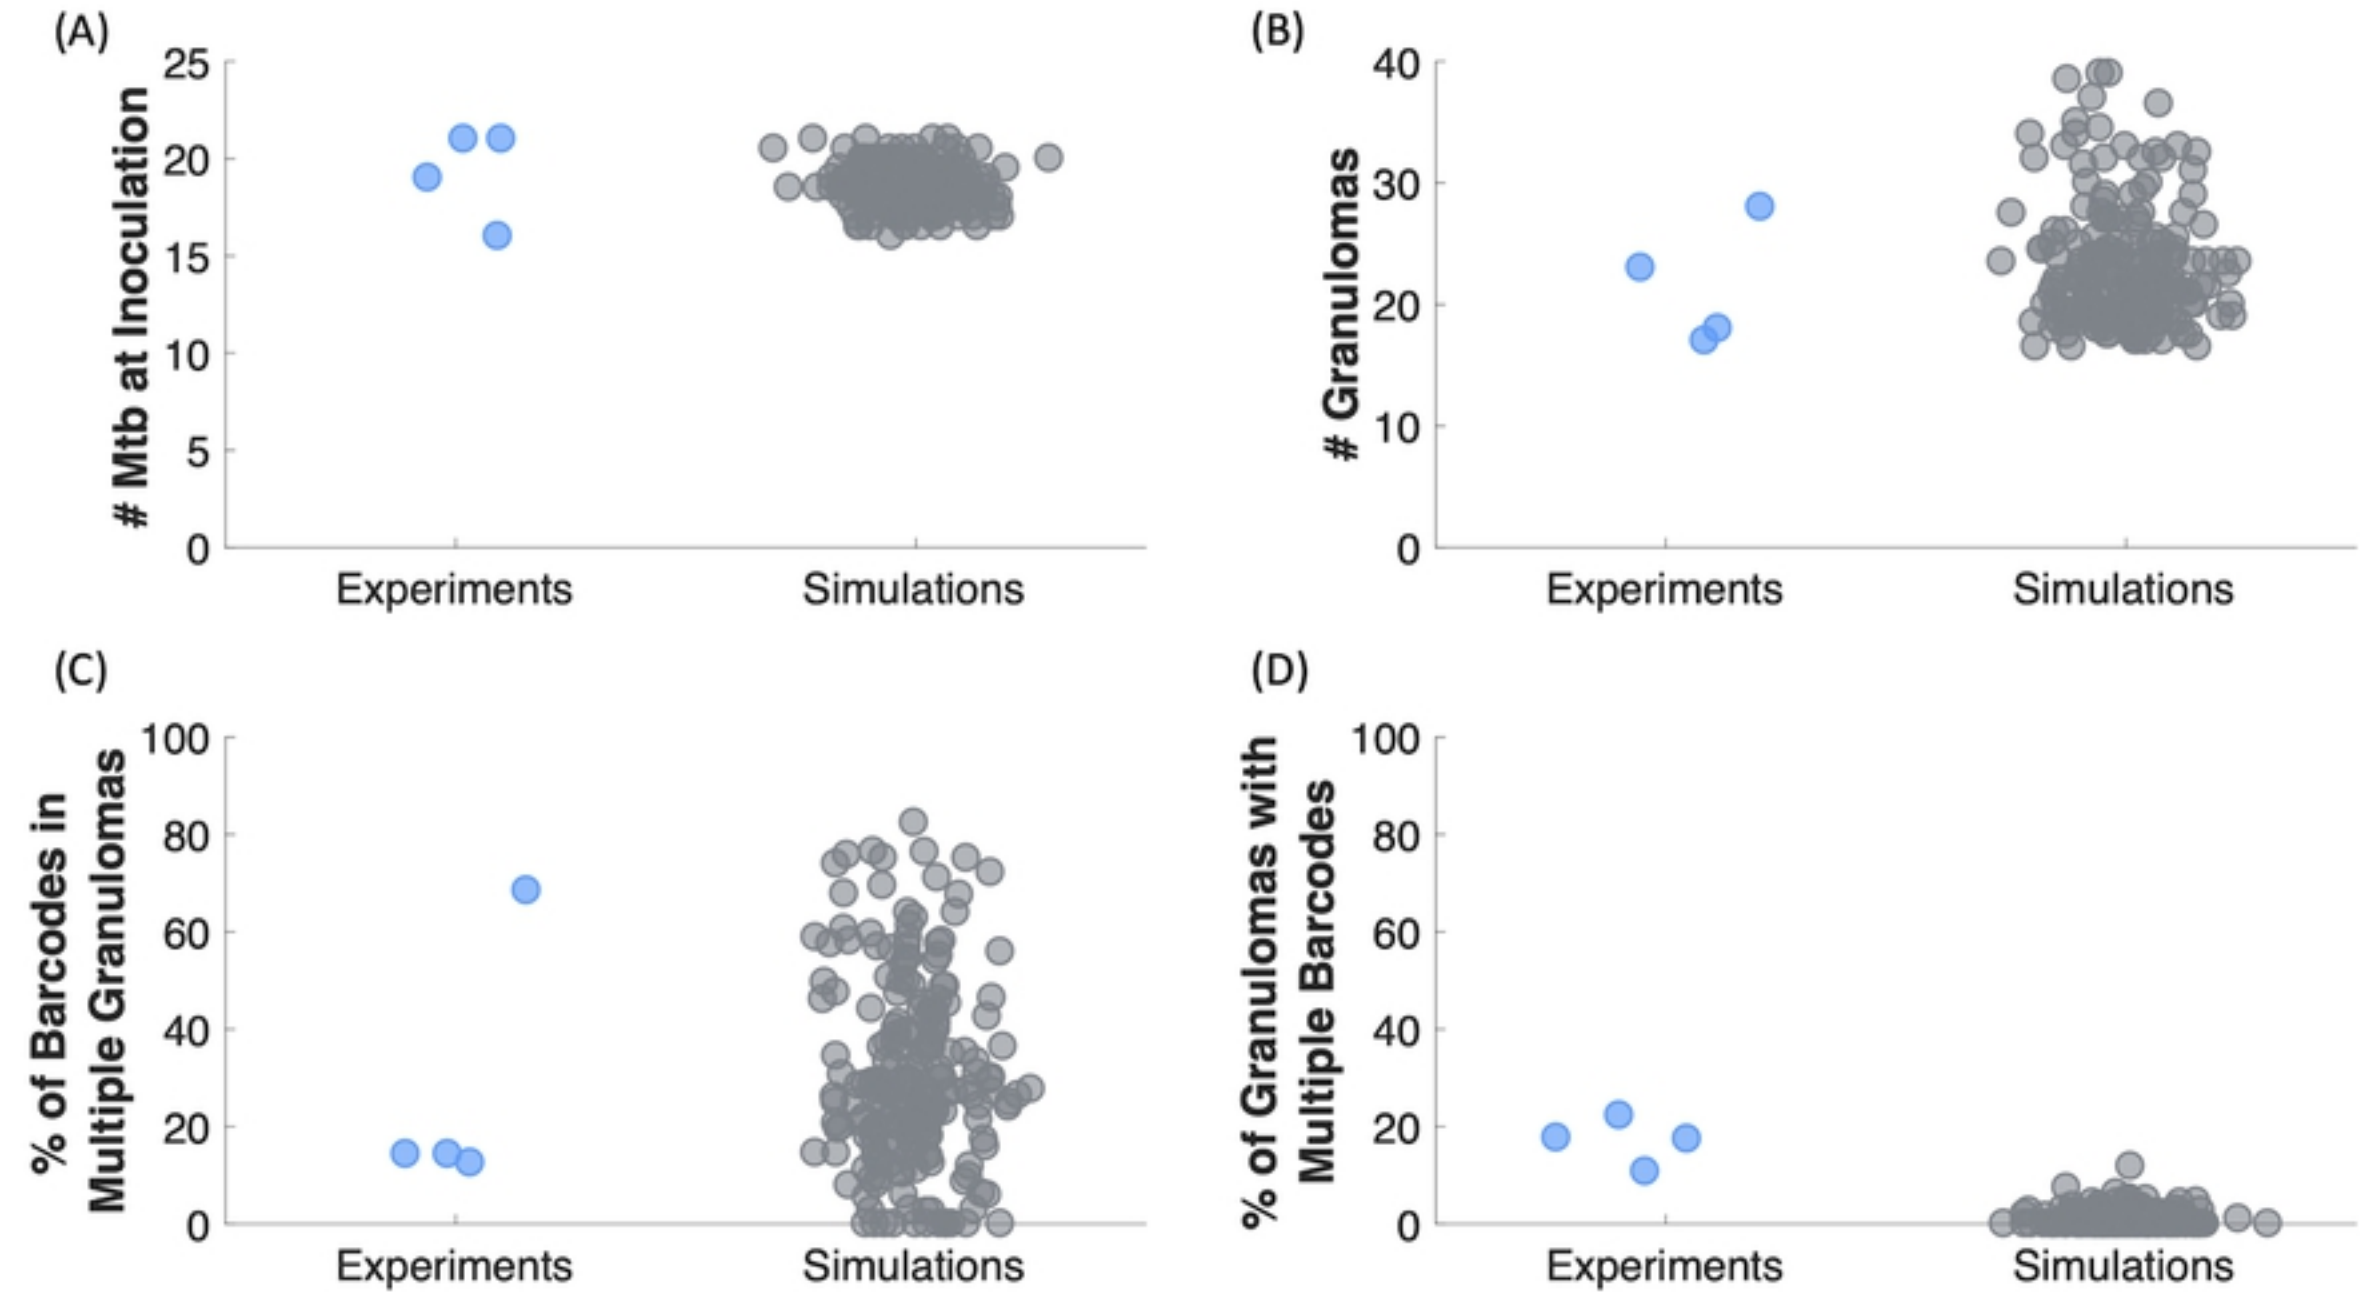 (A)
# Mtb at Inoculation
25
20
15
10
5
0
Experiments
Simulations
(B)
# Granulomas
40
30
20
10
0
Experiments
Simulations
(C)
% of Barcodes in
Multiple Granulomas
100
80
60
40
20
0
Experiments
Simulations
(D)
% of Granulomas with
Multiple Barcodes
100
80
60
40
20
0
Experiments
Simulations